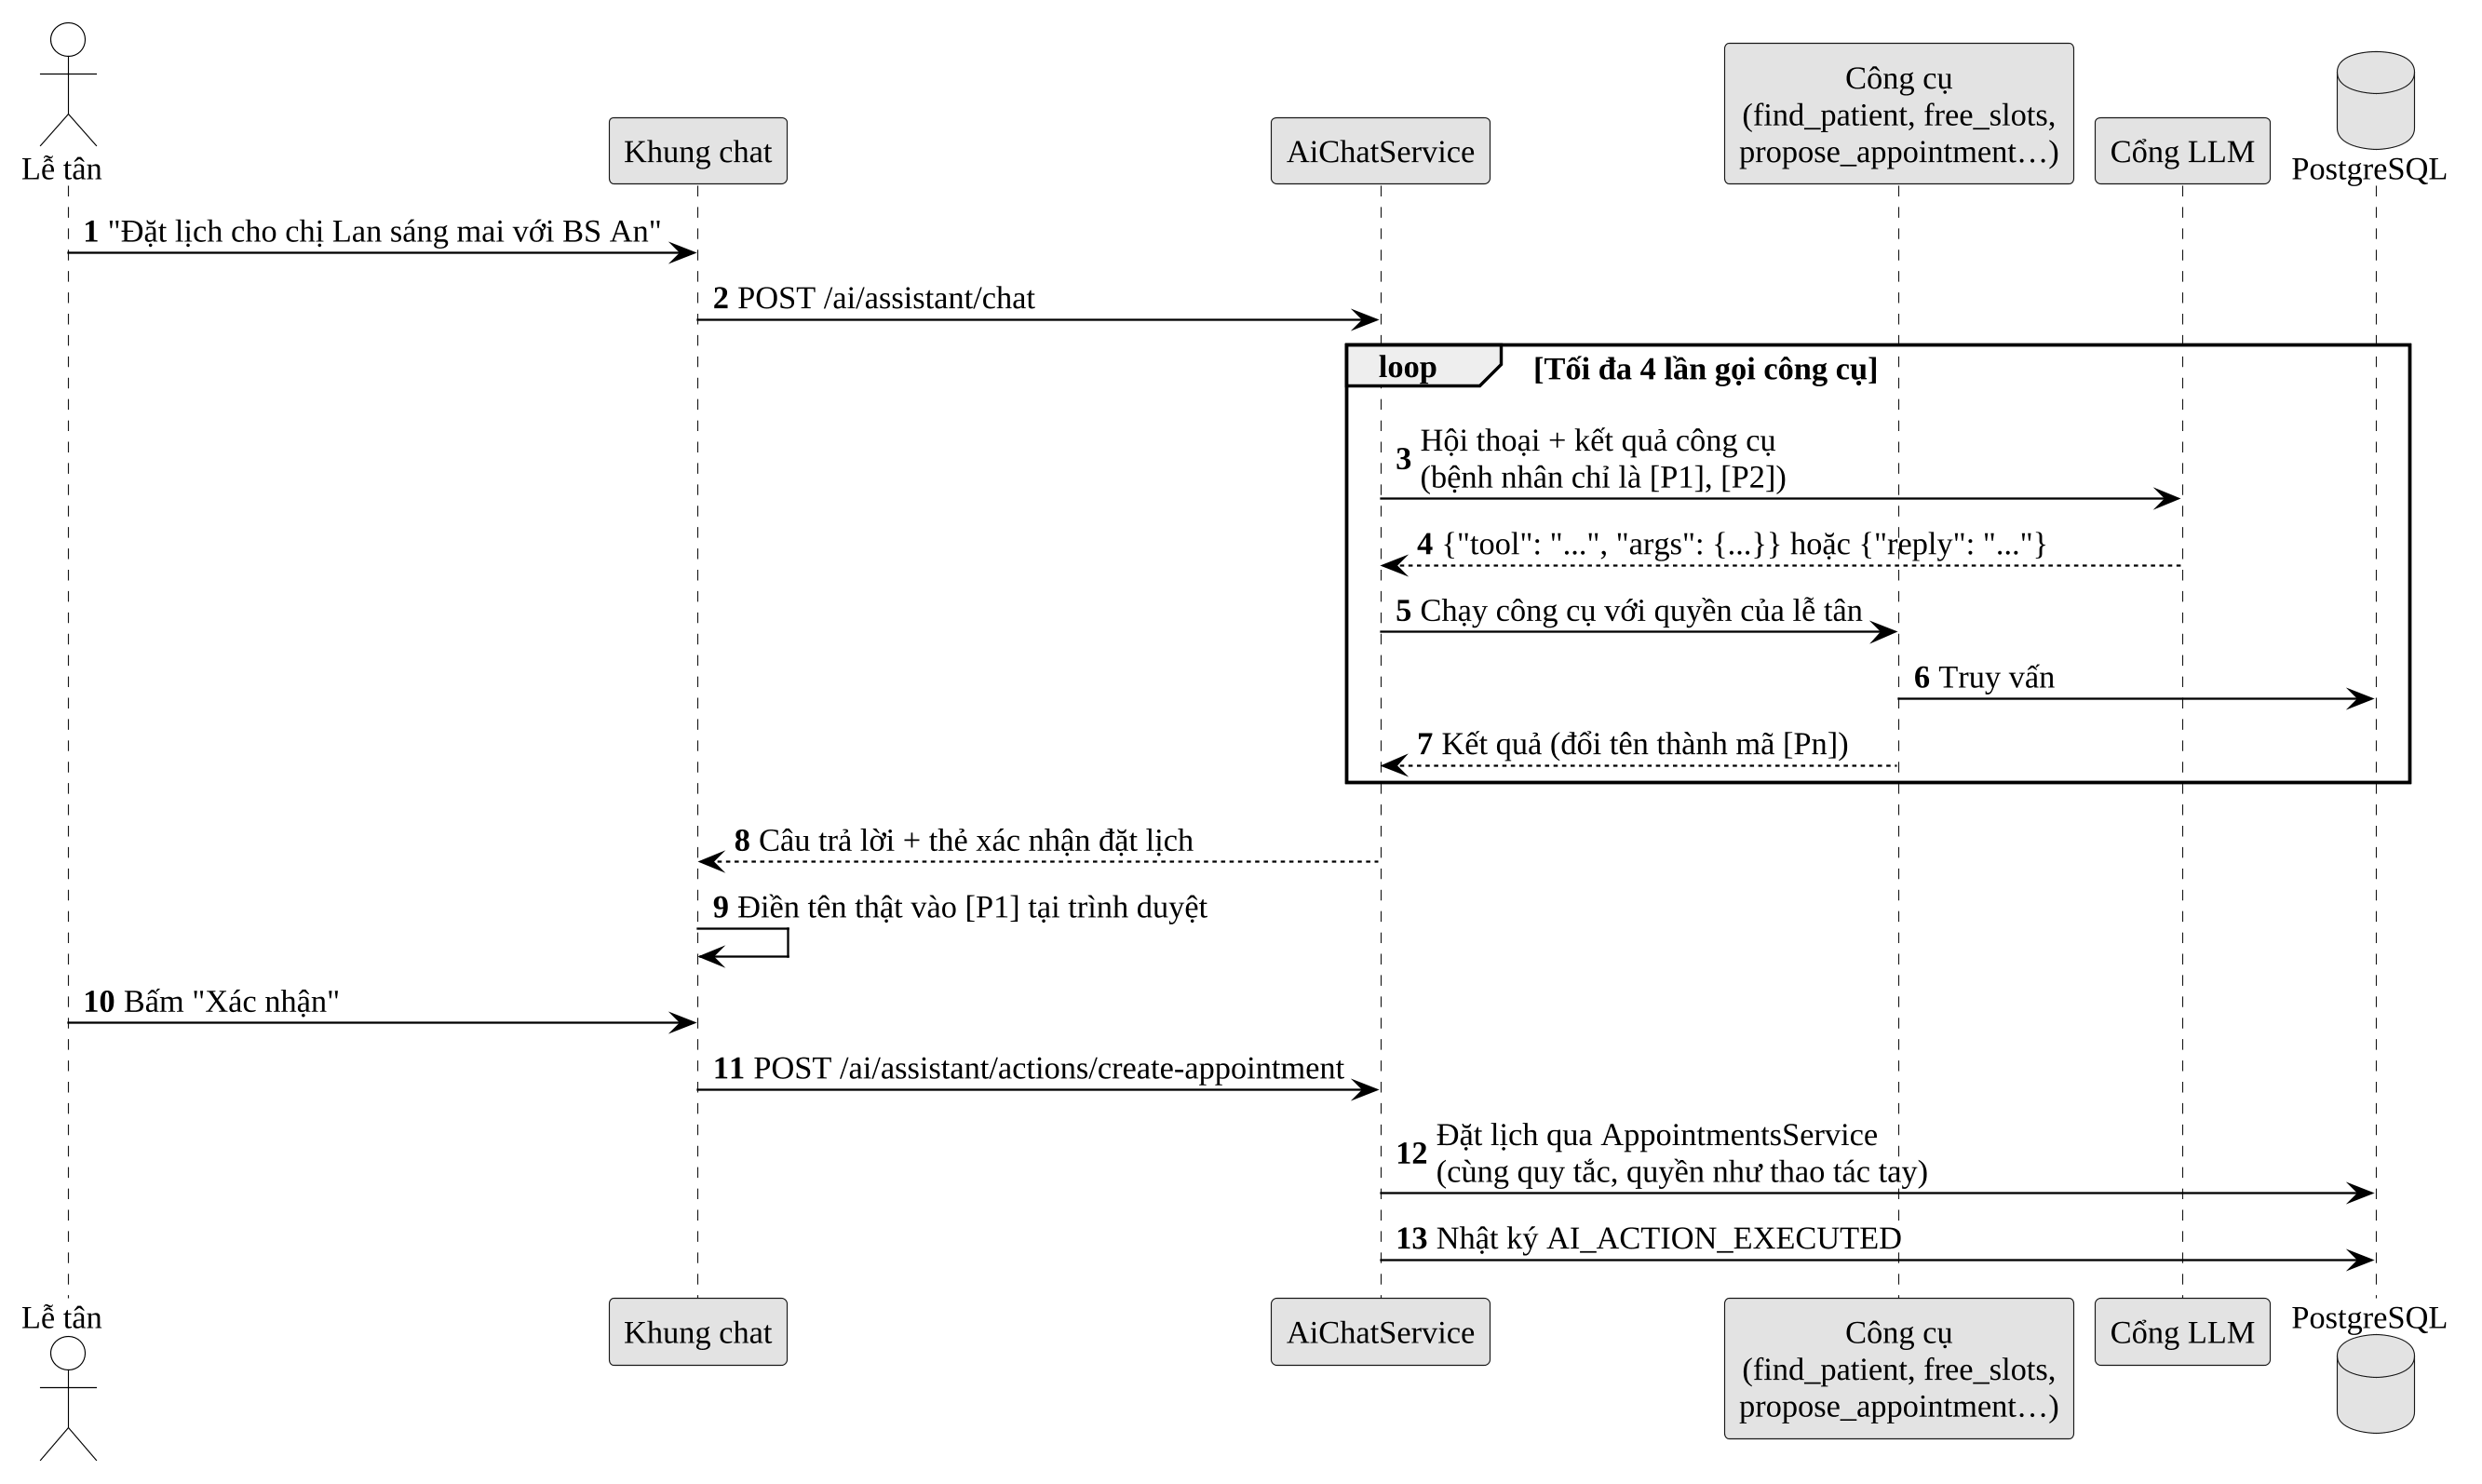 Lễ tân
Khung chat
AiChatService
Công cụ
(find_patient, free_slots,
propose_appointment…)
Cổng LLM
PostgreSQL
1 "Đặt lịch cho chị Lan sáng mai với BS An"
2 POST /ai/assistant/chat
loop [Tối đa 4 lần gọi công cụ]
3 Hội thoại + kết quả công cụ
(bệnh nhân chỉ là [P1], [P2])
4 {"tool": "...", "args": {...}} hoặc {"reply": "..."}
5 Chạy công cụ với quyền của lễ tân
6 Truy vấn
7 Kết quả (đổi tên thành mã [Pn])
8 Câu trả lời + thẻ xác nhận đặt lịch
9 Điền tên thật vào [P1] tại trình duyệt
10 Bấm "Xác nhận"
11 POST /ai/assistant/actions/create-appointment
12 Đặt lịch qua AppointmentsService
(cùng quy tắc, quyền như thao tác tay)
13 Nhật ký AI_ACTION_EXECUTED
Lễ tân
Khung chat
AiChatService
Công cụ
(find_patient, free_slots,
propose_appointment…)
Cổng LLM
PostgreSQL